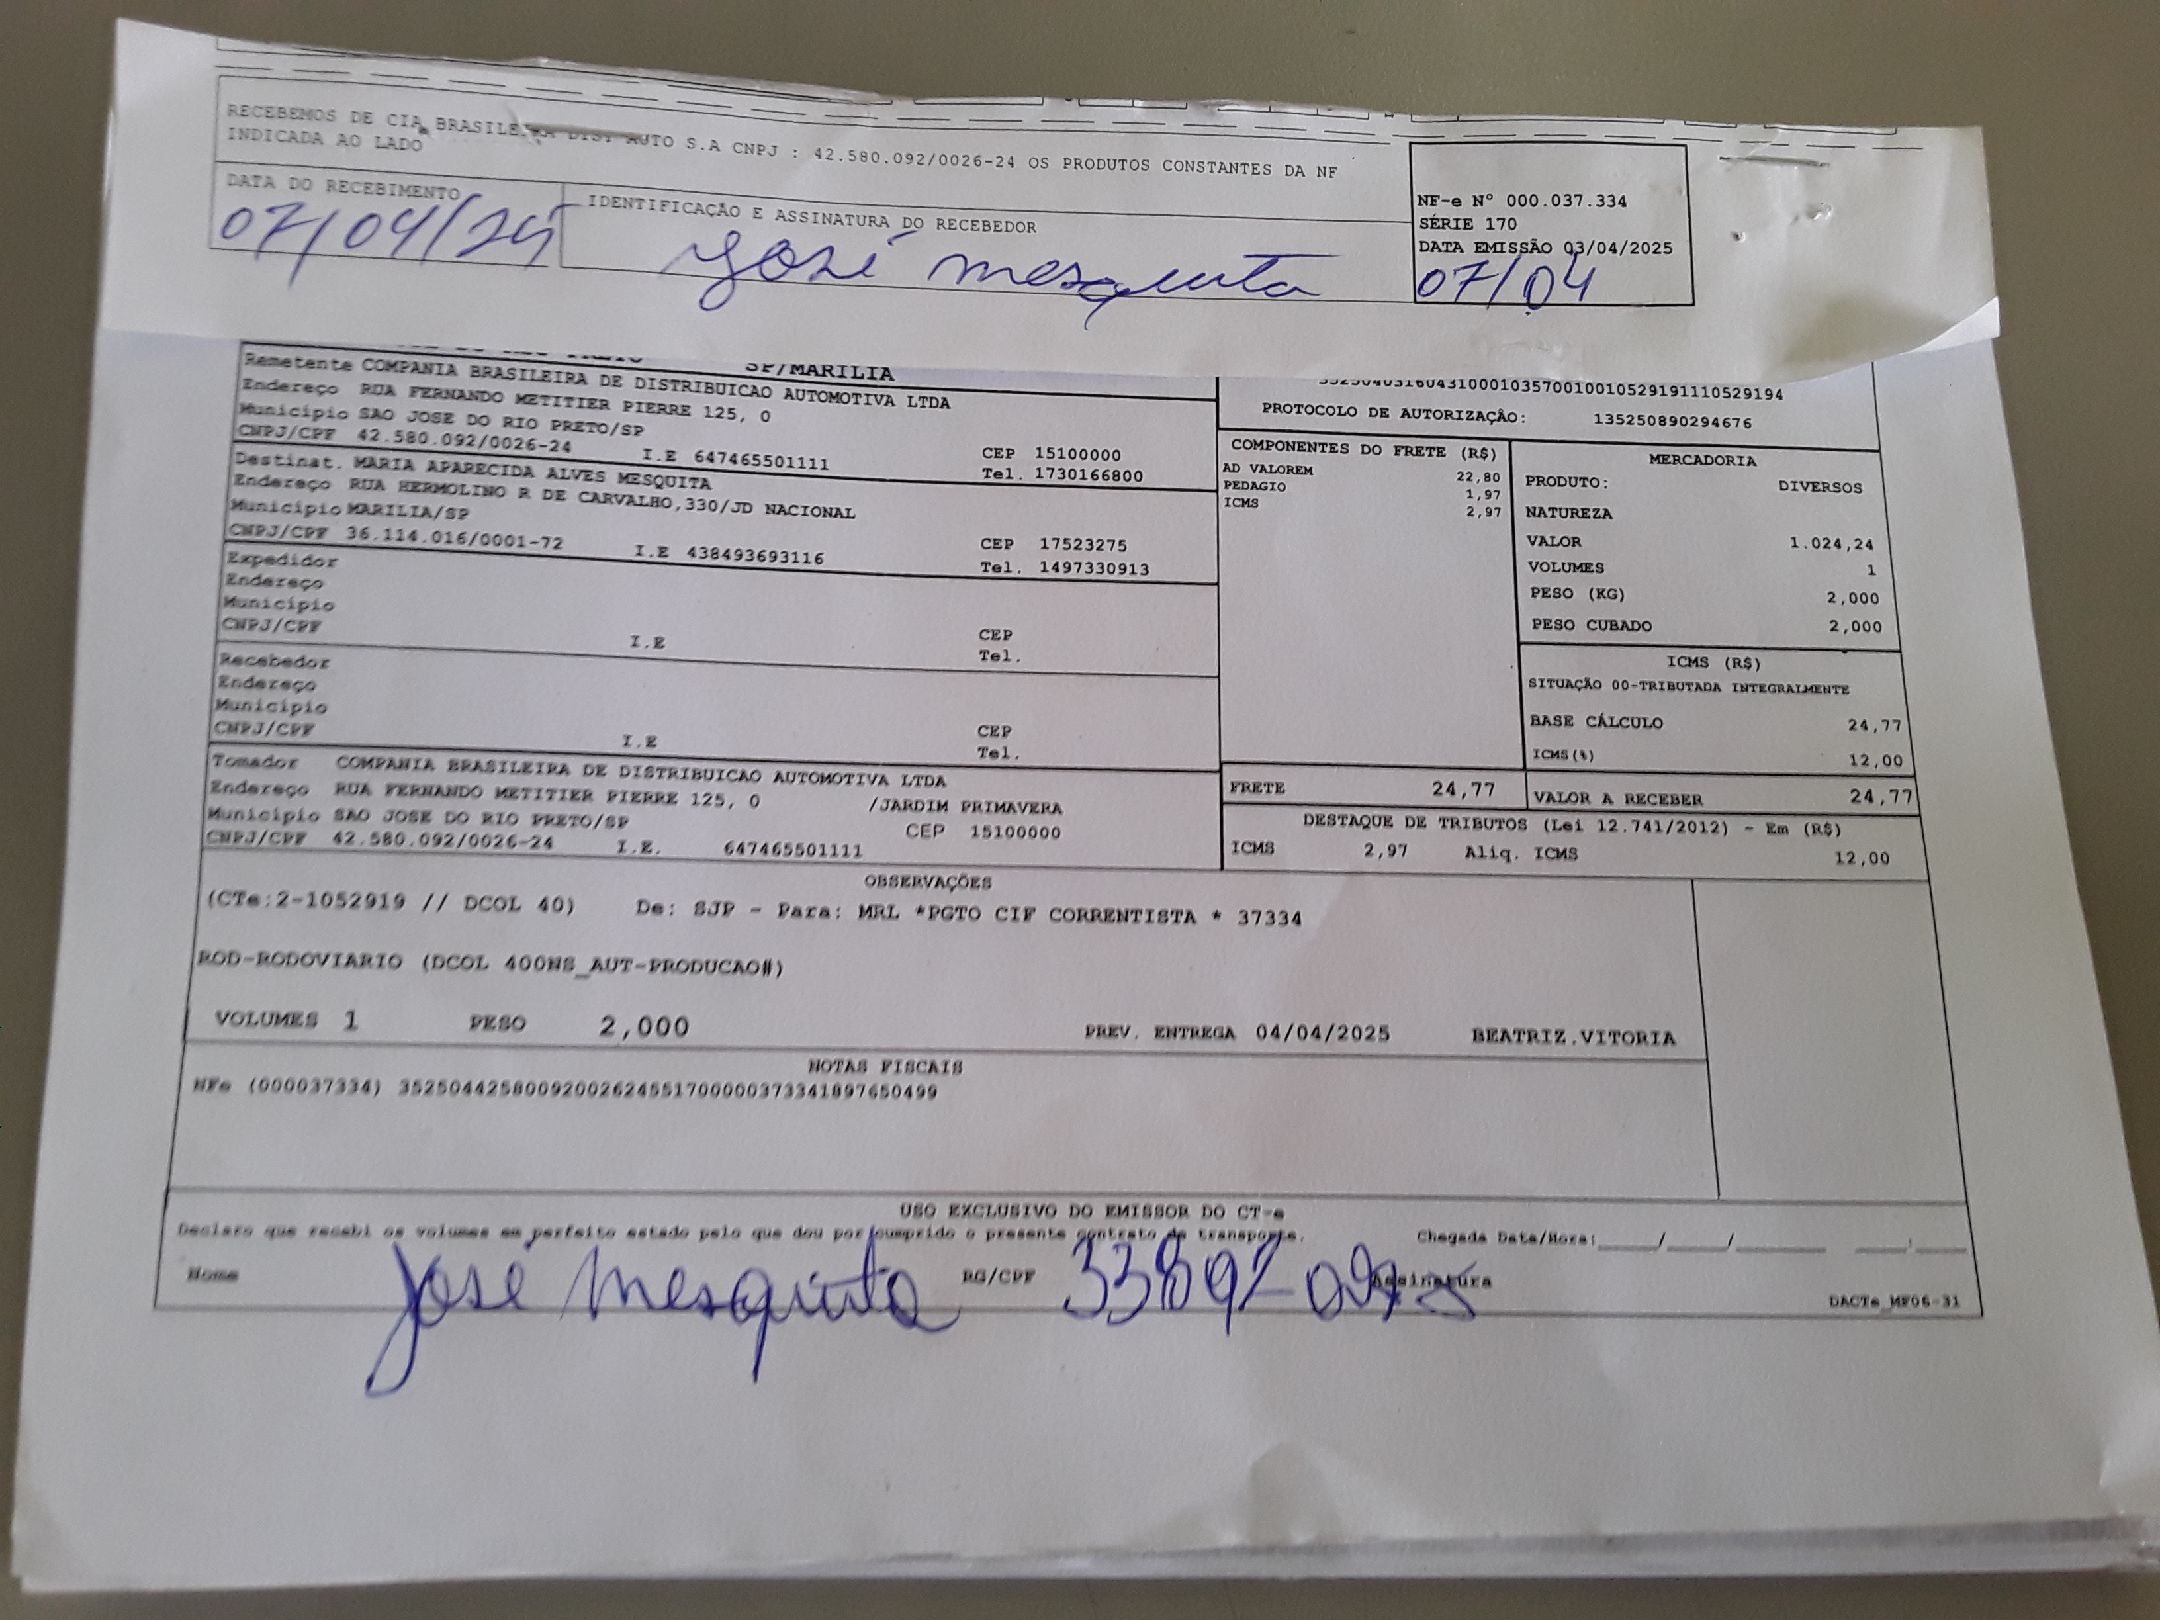 RECEBEMOS DE CIA BRASILEIRA DIST AUTO S.A CNPJ : 42.580.092/0026-24 OS PRODUTOS CONSTANTES DA NF
INDICADA AO LADO
DATA DO RECEBIMENTO
07/04/25
IDENTIFICAÇÃO E ASSINATURA DO RECEBEDOR
José mesquita
NF-e Nº 000.037.334
SÉRIE 170
DATA EMISSÃO 03/04/2025
07/04
SP/MARILIA
Remetente COMPANIA BRASILEIRA DE DISTRIBUICAO AUTOMOTIVA LTDA
Endereço RUA FERNANDO METITIER PIERRE 125, 0
Município SAO JOSE DO RIO PRETO/SP
CNPJ/CPF 42.580.092/0026-24 I.E 647465501111
CEP 15100000
Tel. 1730166800
Destinat. MARIA APARECIDA ALVES MESQUITA
Endereço RUA HERMOLINO R DE CARVALHO,330/JD NACIONAL
Município MARILIA/SP
CNPJ/CPF 36.114.016/0001-72 I.E 438493693116
CEP 17523275
Tel. 1497330913
Expedidor
Endereço
Município
CNPJ/CPF I.E
CEP
Tel.
Recebedor
Endereço
Município
CNPJ/CPF I.E
CEP
Tel.
Tomador COMPANIA BRASILEIRA DE DISTRIBUICAO AUTOMOTIVA LTDA
Endereço RUA FERNANDO METITIER PIERRE 125, 0 /JARDIM PRIMAVERA
Município SAO JOSE DO RIO PRETO/SP CEP 15100000
CNPJ/CPF 42.580.092/0026-24 I.E. 647465501111
PROTOCOLO DE AUTORIZAÇÃO: 135250890294676
COMPONENTES DO FRETE (R$)
AD VALOREM 22,80
PEDAGIO 1,97
ICMS 2,97
MERCADORIA
PRODUTO: DIVERSOS
NATUREZA
VALOR 1.024,24
VOLUMES 1
PESO (KG) 2,000
PESO CUBADO 2,000
ICMS (R$)
SITUAÇÃO 00-TRIBUTADA INTEGRALMENTE
BASE CÁLCULO 24,77
ICMS(%) 12,00
FRETE 24,77
VALOR A RECEBER 24,77
DESTAQUE DE TRIBUTOS (Lei 12.741/2012) - Em (R$)
ICMS 2,97 Aliq. ICMS 12,00
OBSERVAÇÕES
(CTe:2-1052919 // DCOL 40) De: SJP - Para: MRL *PGTO CIF CORRENTISTA * 37334
ROD-RODOVIARIO (DCOL 400NS_AUT-PRODUCAO#)
VOLUMES 1 PESO 2,000 PREV. ENTREGA 04/04/2025 BEATRIZ.VITORIA
NOTAS FISCAIS
NFe (000037334) 35250442580092002624551700000373341897650499
USO EXCLUSIVO DO EMISSOR DO CT-e
Declaro que recebi os volumes em perfeito estado pelo que dou por cumprido o presente contrato de transporte.
Chegada Data/Hora:____/____/______ ___:___
Nome José mesquita RG/CPF
Assinatura
DACTe_MF06-31